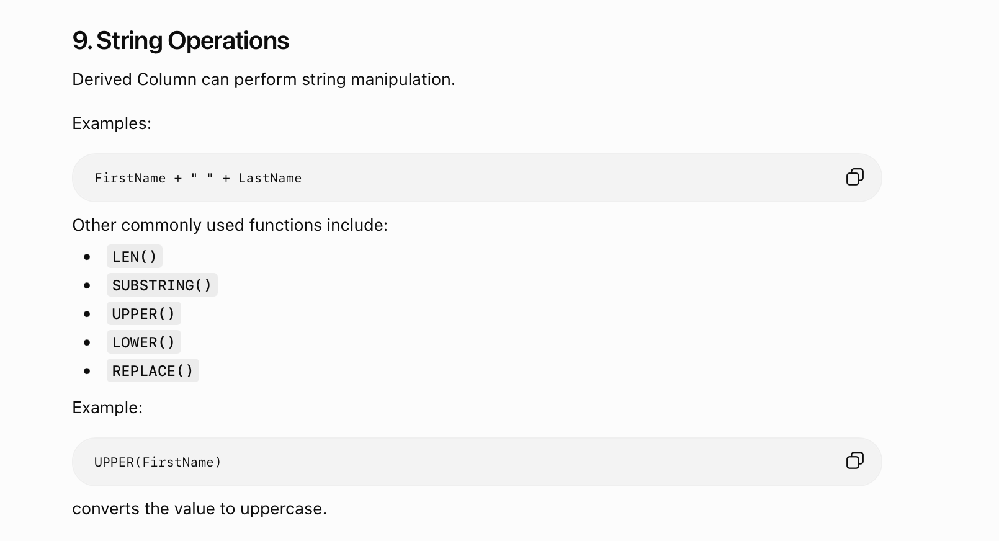 9. String Operations
Derived Column can perform string manipulation.
Examples:
FirstName + " " + LastName
Other commonly used functions include:
• LEN()
• SUBSTRING()
• UPPER()
• LOWER()
• REPLACE()
Example:
UPPER(FirstName)
converts the value to uppercase.